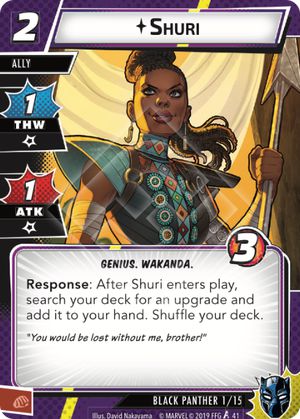 2
Shuri
ALLY
1
THW
1
ATK
3
GENIUS. WAKANDA.
Response: After Shuri enters play,
search your deck for an upgrade and
add it to your hand. Shuffle your deck.
"You would be lost without me, brother!"
BLACK PANTHER 1/15
Illus. David Nakayama © MARVEL © 2019 FFG A 41